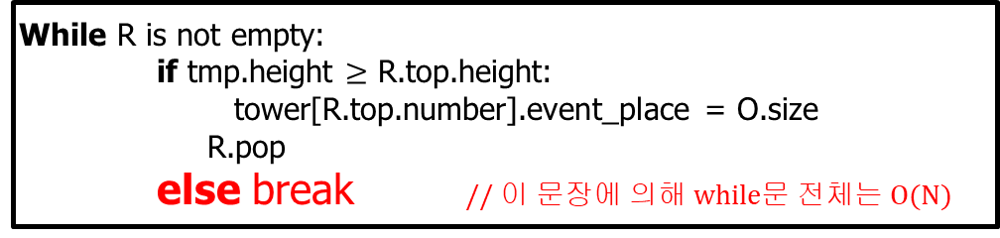 While R is not empty:
if tmp.height ≥ R.top.height:
tower[R.top.number].event_place = O.size
R.pop
else break // 이 문장에 의해 while문 전체는 O(N)